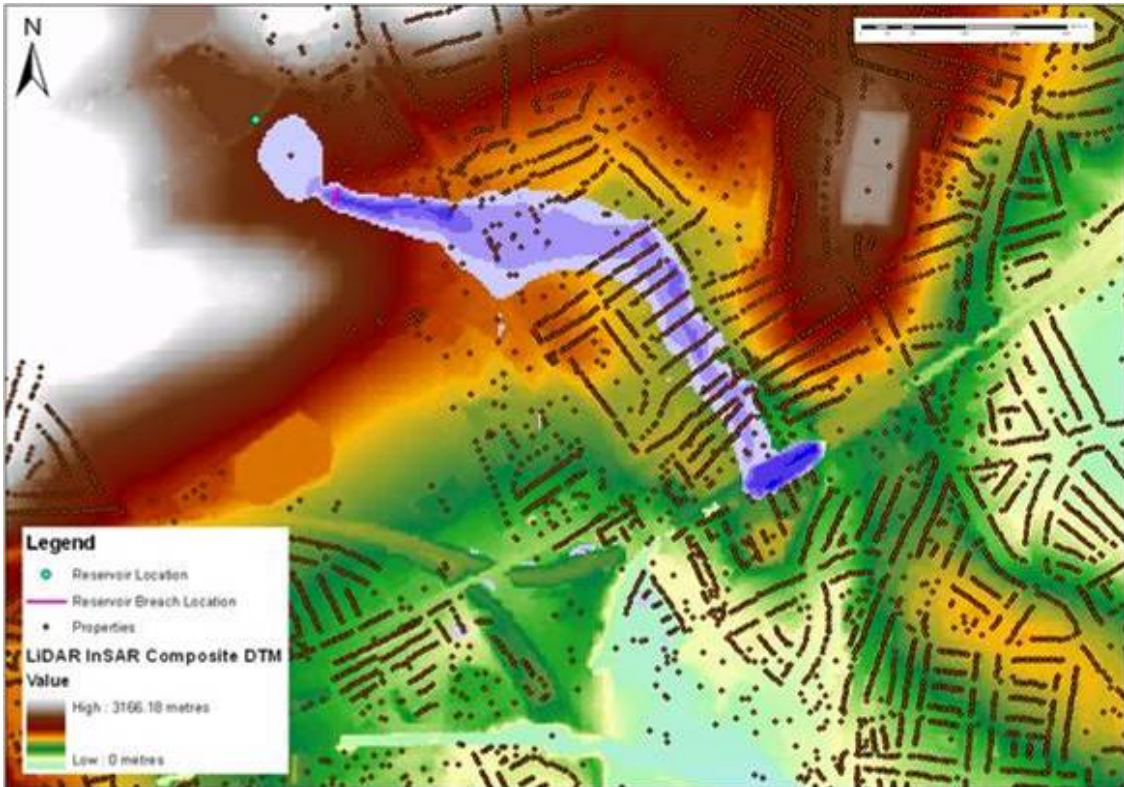 N
Legend
Reservoir Location
Reservoir Breach Location
Properties
LiDAR InSAR Composite DTM
Value
High : 3166.18 metres
Low : 0 metres